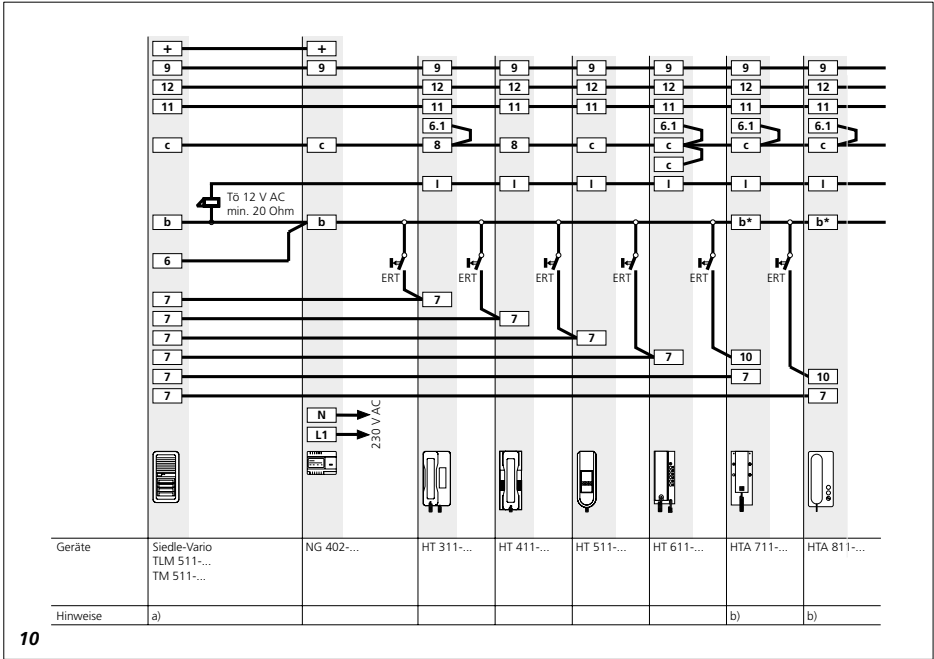 + +
9 9 9 9 9 9 9 9
12 12 12 12 12 12 12
11 11 11 11 11 11 11
6.1 6.1 6.1 6.1
c c 8 8 c c c c
c
I I I I I I
Tö 12 V AC
min. 20 Ohm
b b b* b*
6
ERT ERT ERT ERT ERT ERT
7 7
7 7
7 7
7 7 10
7 7 10
7 7
N
L1
230 V AC
Geräte Siedle-Vario NG 402-... HT 311-... HT 411-... HT 511-... HT 611-... HTA 711-... HTA 811-...
TLM 511-...
TM 511-...
Hinweise a) b) b)
10